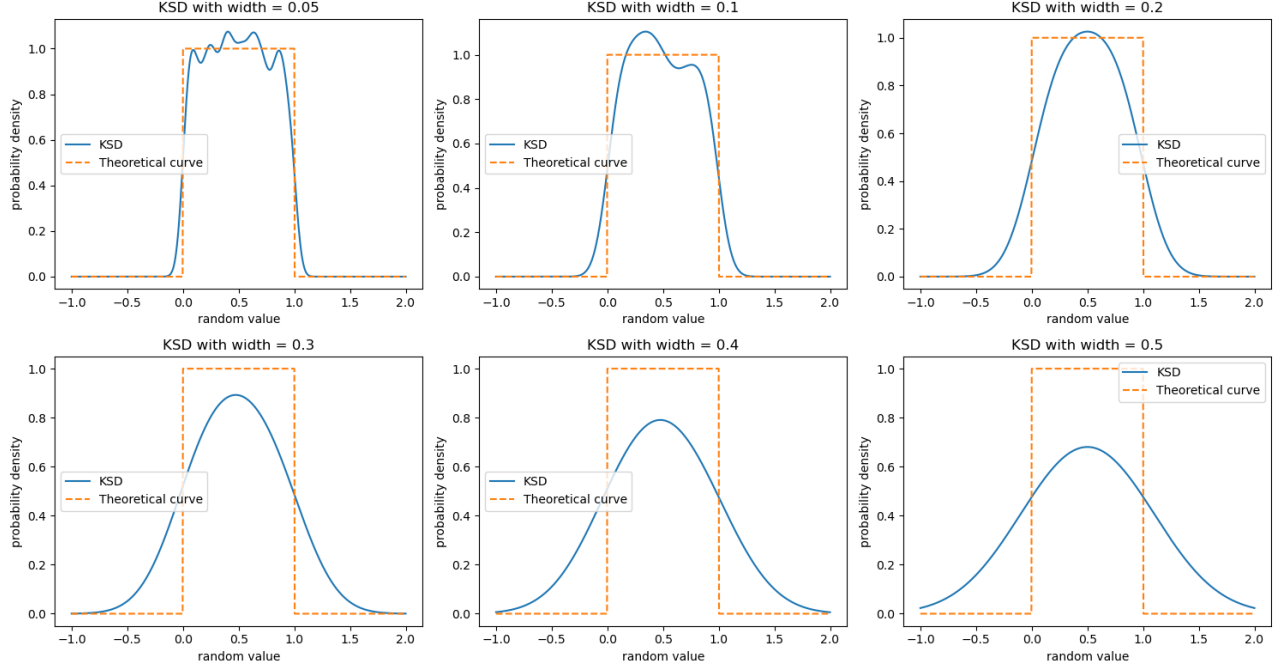 KSD with width = 0.05
probability density
1.0
0.8
0.6
0.4
0.2
0.0
KSD
Theoretical curve
−1.0 −0.5 0.0 0.5 1.0 1.5 2.0
random value
KSD with width = 0.1
probability density
1.0
0.8
0.6
0.4
0.2
0.0
KSD
Theoretical curve
−1.0 −0.5 0.0 0.5 1.0 1.5 2.0
random value
KSD with width = 0.2
probability density
1.0
0.8
0.6
0.4
0.2
0.0
KSD
Theoretical curve
−1.0 −0.5 0.0 0.5 1.0 1.5 2.0
random value
KSD with width = 0.3
probability density
1.0
0.8
0.6
0.4
0.2
0.0
KSD
Theoretical curve
−1.0 −0.5 0.0 0.5 1.0 1.5 2.0
random value
KSD with width = 0.4
probability density
1.0
0.8
0.6
0.4
0.2
0.0
KSD
Theoretical curve
−1.0 −0.5 0.0 0.5 1.0 1.5 2.0
random value
KSD with width = 0.5
probability density
1.0
0.8
0.6
0.4
0.2
0.0
KSD
Theoretical curve
−1.0 −0.5 0.0 0.5 1.0 1.5 2.0
random value